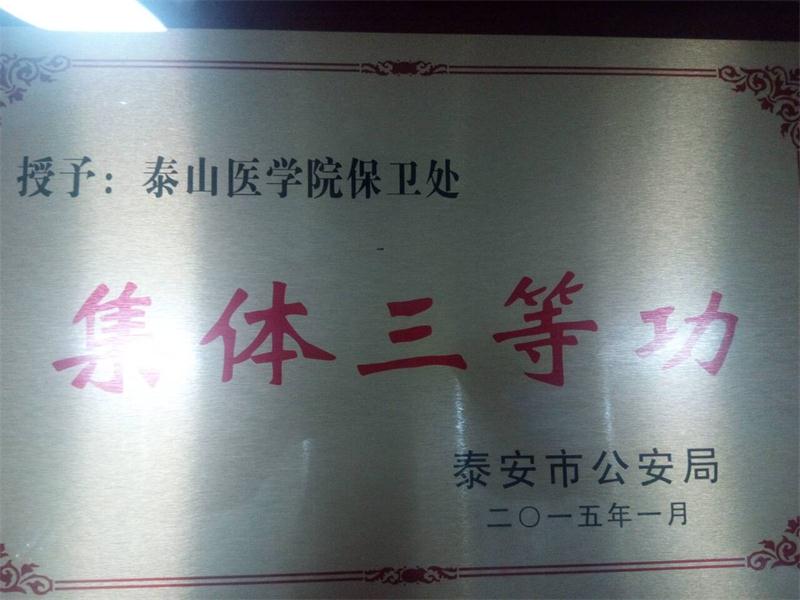 授予：泰山医学院保卫处
集体三等功
泰安市公安局
二〇一五年一月